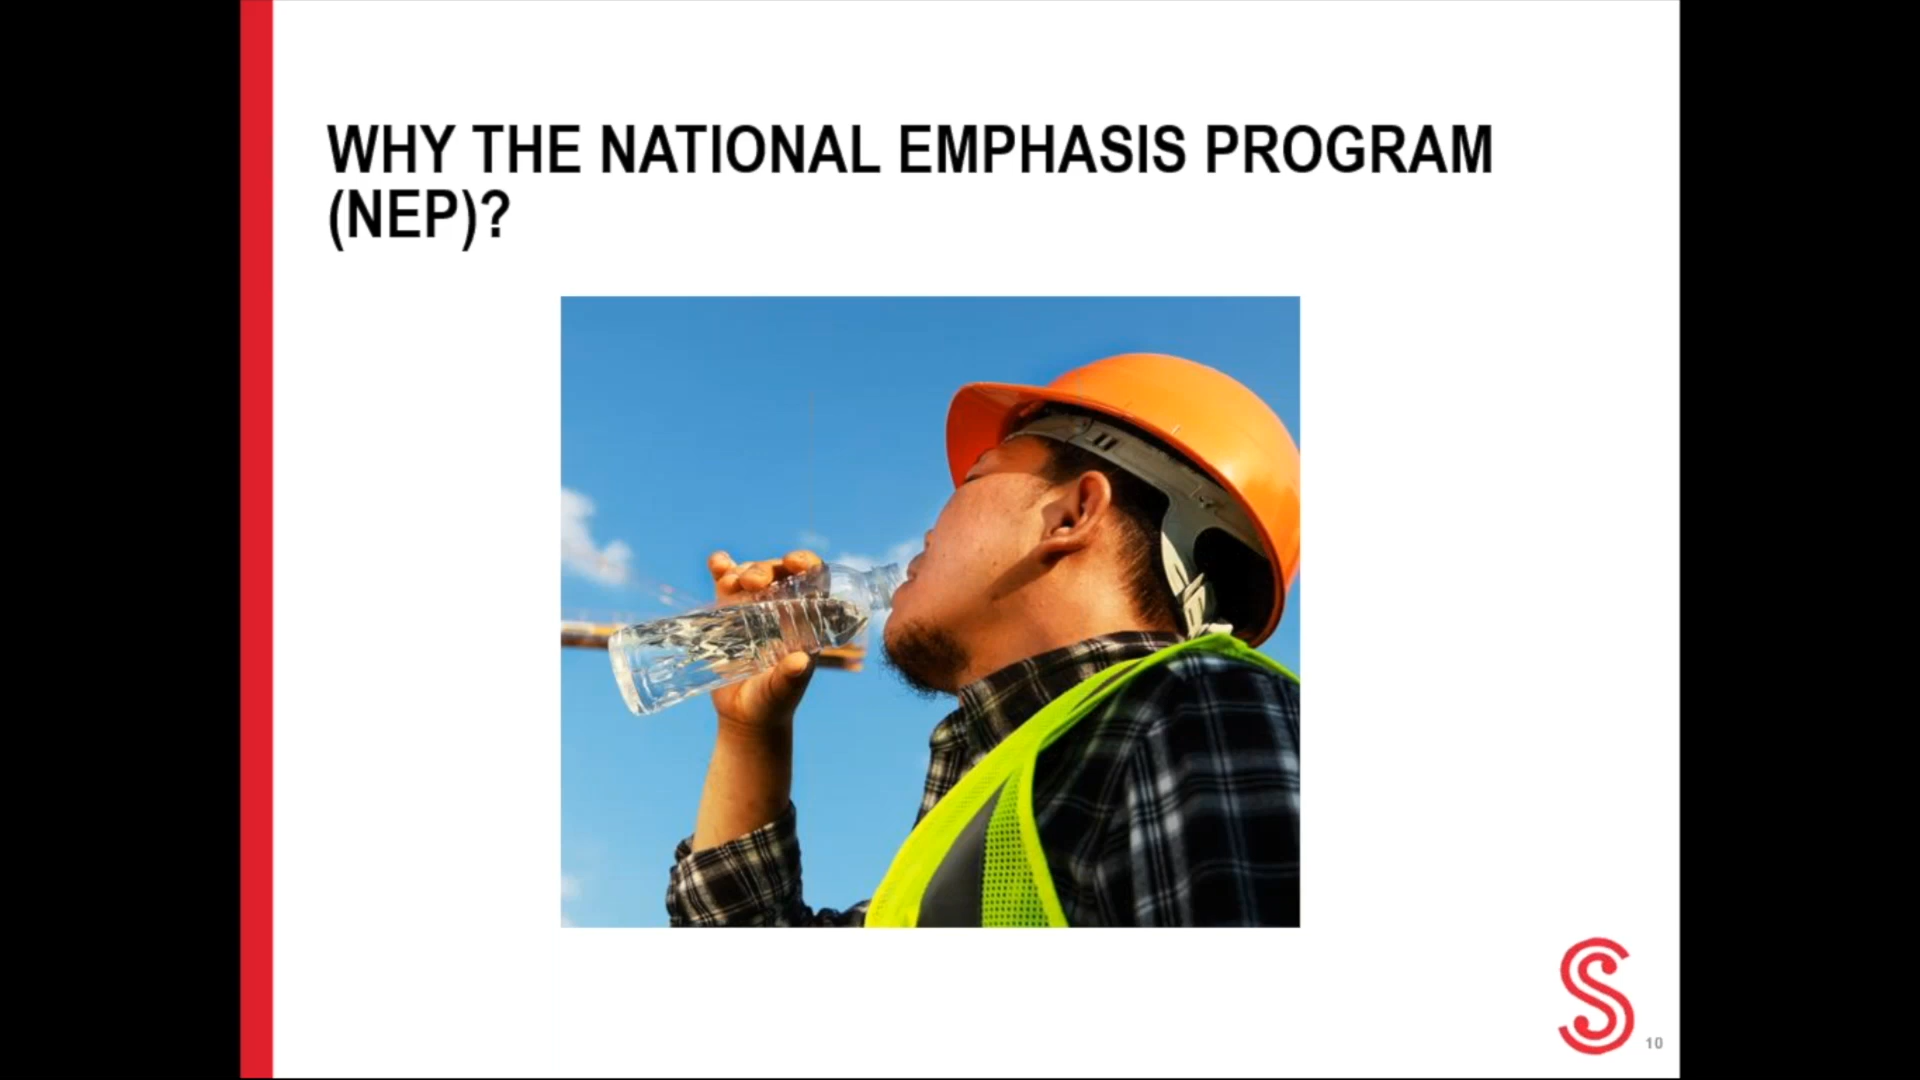 WHY THE NATIONAL EMPHASIS PROGRAM
(NEP)?
S
10